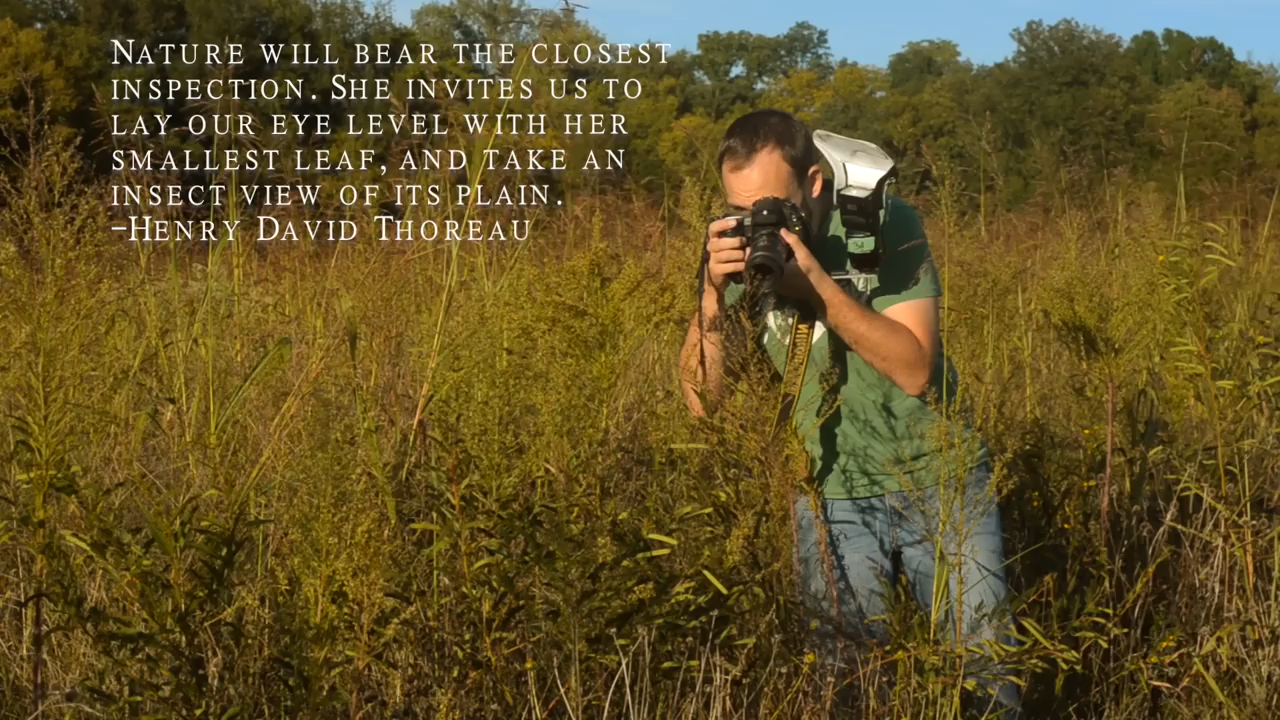 Nature will bear the closest
inspection. She invites us to
lay our eye level with her
smallest leaf, and take an
insect view of its plain.
-Henry David Thoreau